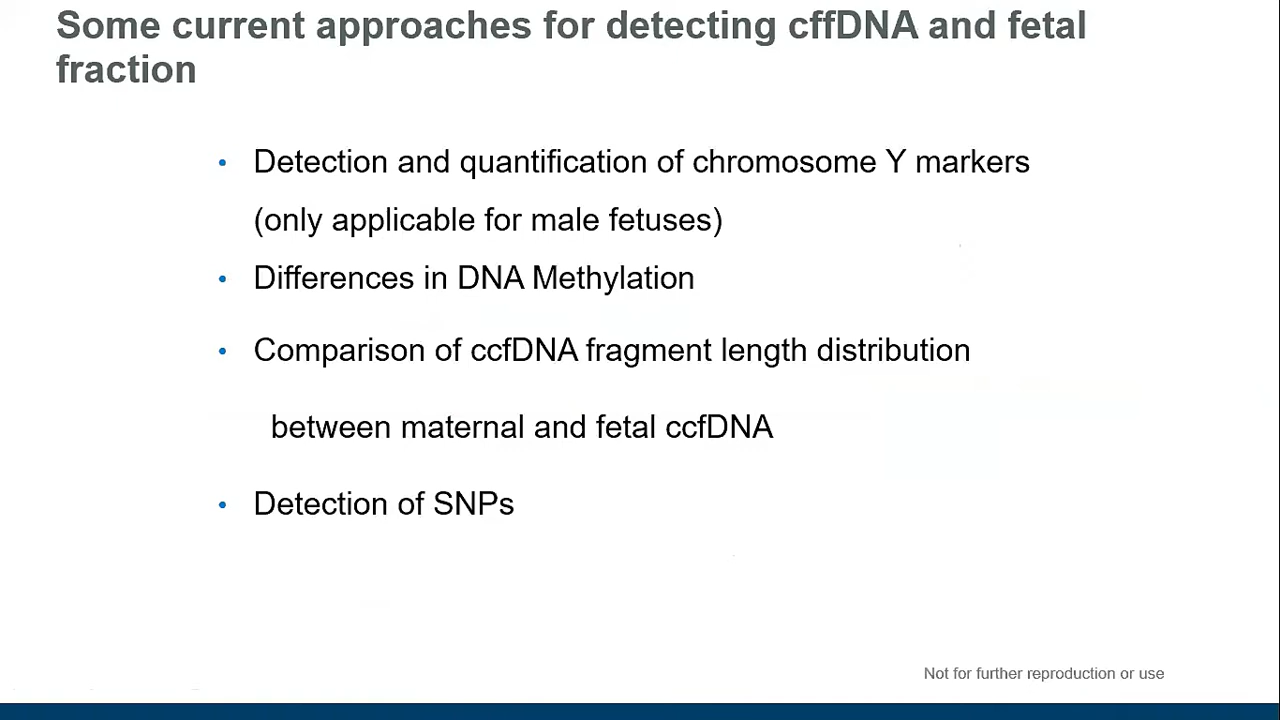 Some current approaches for detecting cffDNA and fetal
fraction
• Detection and quantification of chromosome Y markers
(only applicable for male fetuses)
• Differences in DNA Methylation
• Comparison of ccfDNA fragment length distribution
between maternal and fetal ccfDNA
• Detection of SNPs
Not for further reproduction or use